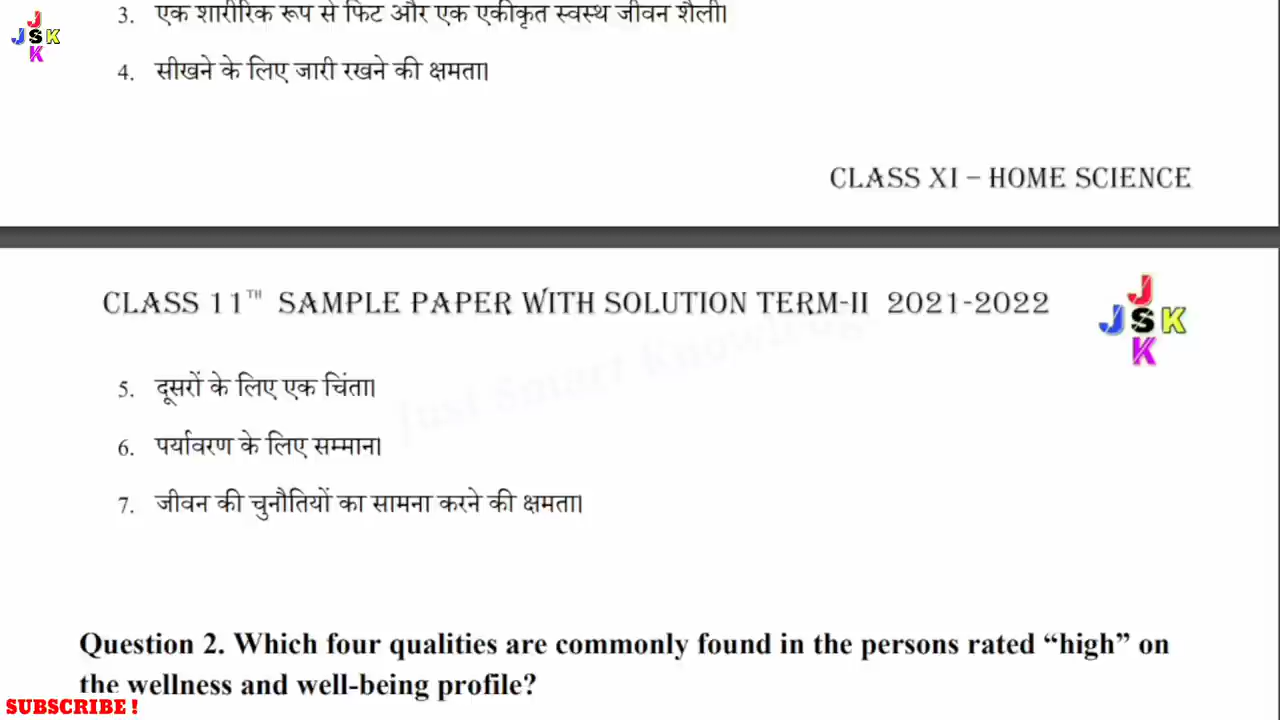 3. एक शारीरिक रूप से फिट और एक एकीकृत स्वस्थ जीवन शैली।
J
JSK
K
4. सीखने के लिए जारी रखने की क्षमता।
CLASS XI – HOME SCIENCE
CLASS 11TH SAMPLE PAPER WITH SOLUTION TERM-II 2021-2022
J
JSK
K
Just Smart Knowledge
5. दूसरों के लिए एक चिंता।
6. पर्यावरण के लिए सम्मान।
7. जीवन की चुनौतियों का सामना करने की क्षमता।
Question 2. Which four qualities are commonly found in the persons rated “high” on
the wellness and well-being profile?
SUBSCRIBE !